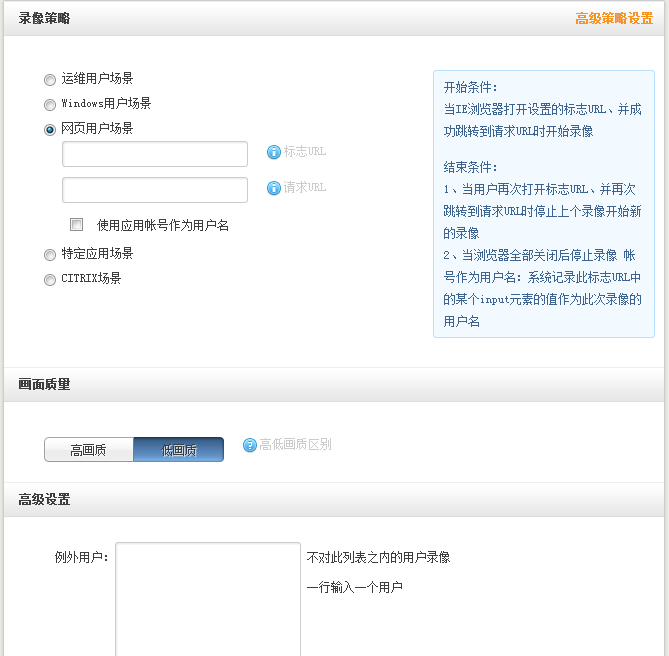 录像策略 高级策略设置
运维用户场景
Windows用户场景
网页用户场景
标志URL
请求URL
使用应用帐号作为用户名
特定应用场景
CITRIX场景
开始条件：
当IE浏览器打开设置的标志URL、并成
功跳转到请求URL时开始录像
结束条件：
1、当用户再次打开标志URL、并再次
跳转到请求URL时停止上个录像开始新
的录像
2、当浏览器全部关闭后停止录像 帐
号作为用户名：系统记录此标志URL中
的某个input元素的值作为此次录像的
用户名
画面质量
高画质 低画质 高低画质区别
高级设置
例外用户： 不对此列表之内的用户录像
一行输入一个用户